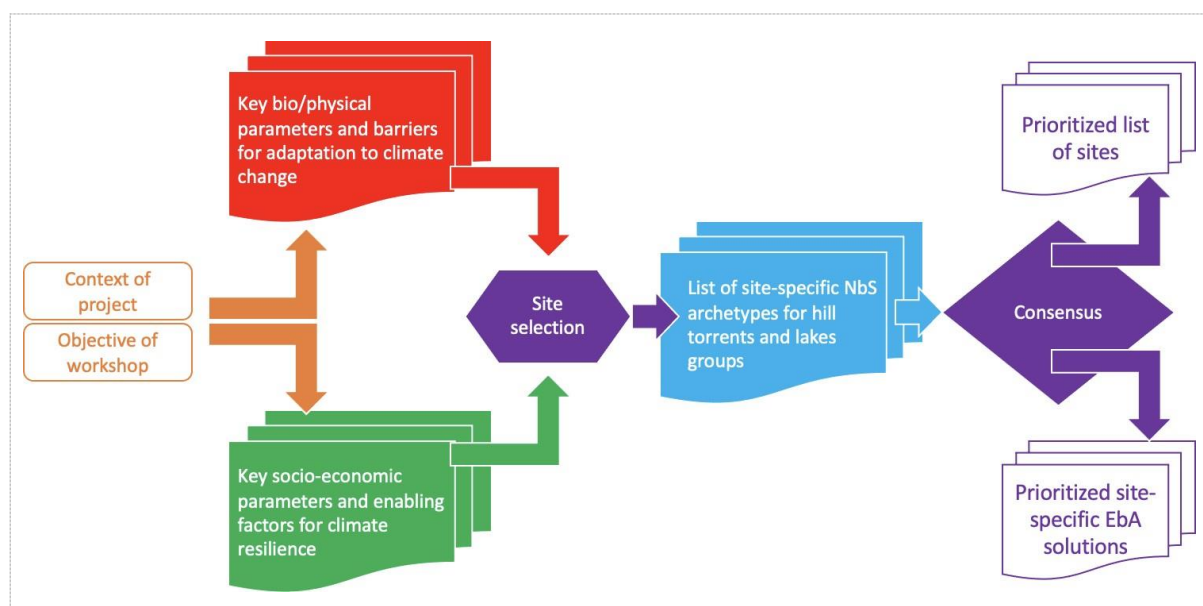 Context of
project
Objective of
workshop
Key bio/physical
parameters and barriers
for adaptation to climate
change
Key socio-economic
parameters and enabling
factors for climate
resilience
Site
selection
List of site-specific NbS
archetypes for hill
torrents and lakes
groups
Consensus
Prioritized list
of sites
Prioritized site-
specific EbA
solutions